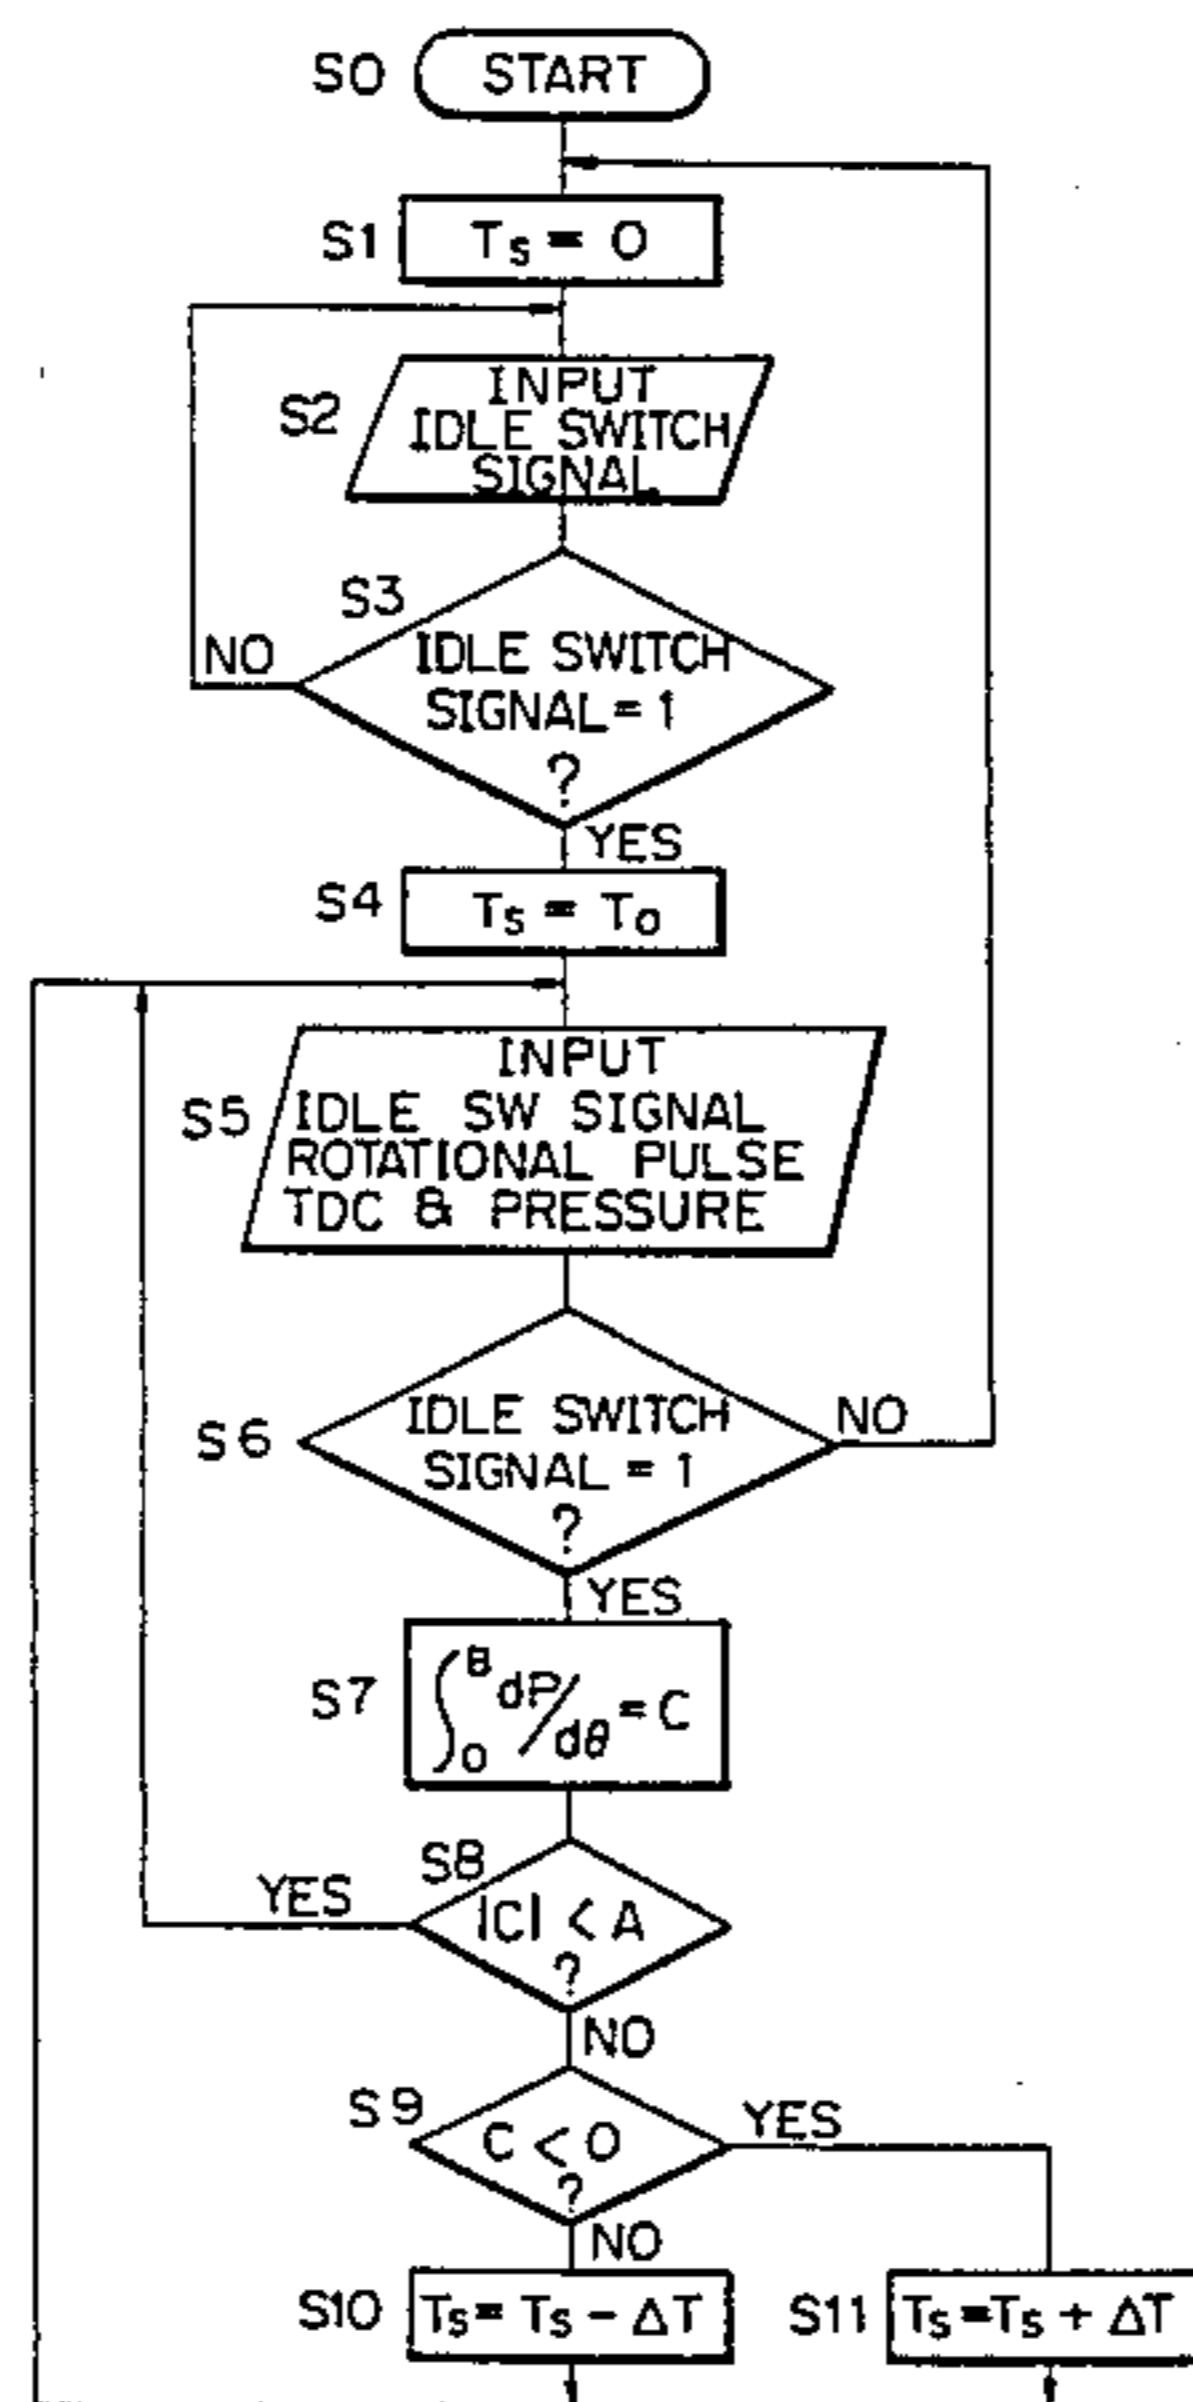 S0 START
S1 Ts = 0
S2 INPUT
IDLE SWITCH
SIGNAL
S3
NO IDLE SWITCH
SIGNAL = 1
?
YES
S4 Ts = To
INPUT
S5 IDLE SW SIGNAL
ROTATIONAL PULSE
TDC & PRESSURE
S6 IDLE SWITCH NO
SIGNAL = 1
?
YES
S7 ∫0^θ dP/dθ = C
S8
YES |C| < A
?
NO
S9 C < 0 YES
?
NO
S10 Ts = Ts - ΔT S11 Ts = Ts + ΔT